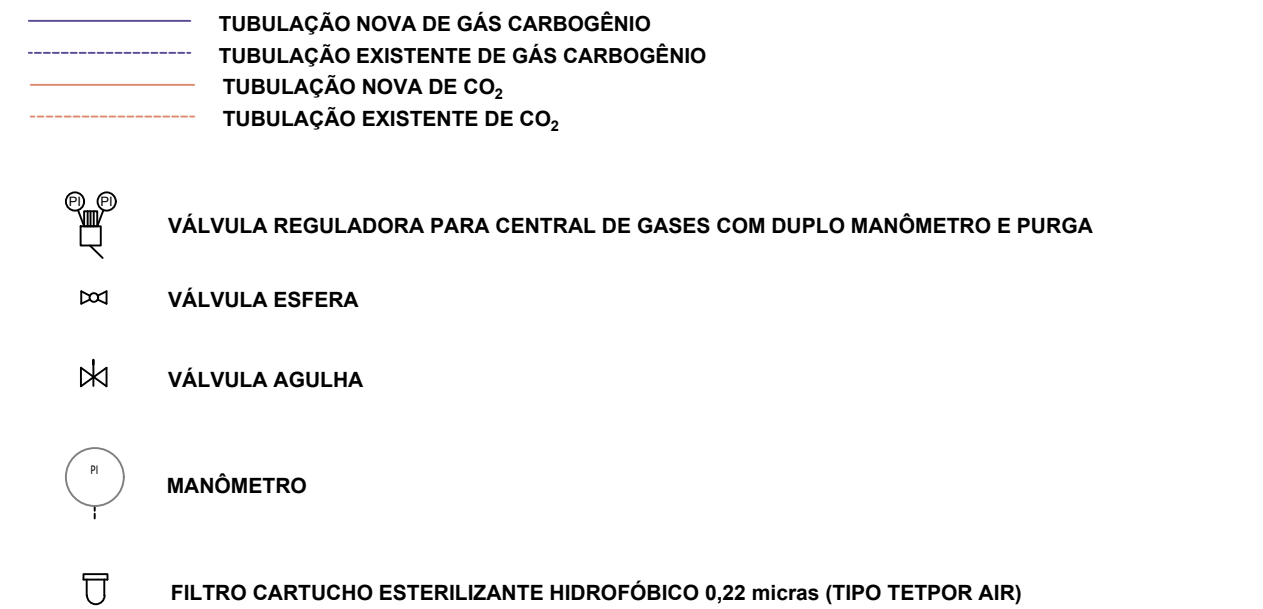 TUBULAÇÃO NOVA DE GÁS CARBOGÊNIO
TUBULAÇÃO EXISTENTE DE GÁS CARBOGÊNIO
TUBULAÇÃO NOVA DE CO₂
TUBULAÇÃO EXISTENTE DE CO₂
PI PI
VÁLVULA REGULADORA PARA CENTRAL DE GASES COM DUPLO MANÔMETRO E PURGA
VÁLVULA ESFERA
VÁLVULA AGULHA
PI
MANÔMETRO
FILTRO CARTUCHO ESTERILIZANTE HIDROFÓBICO 0,22 micras (TIPO TETPOR AIR)